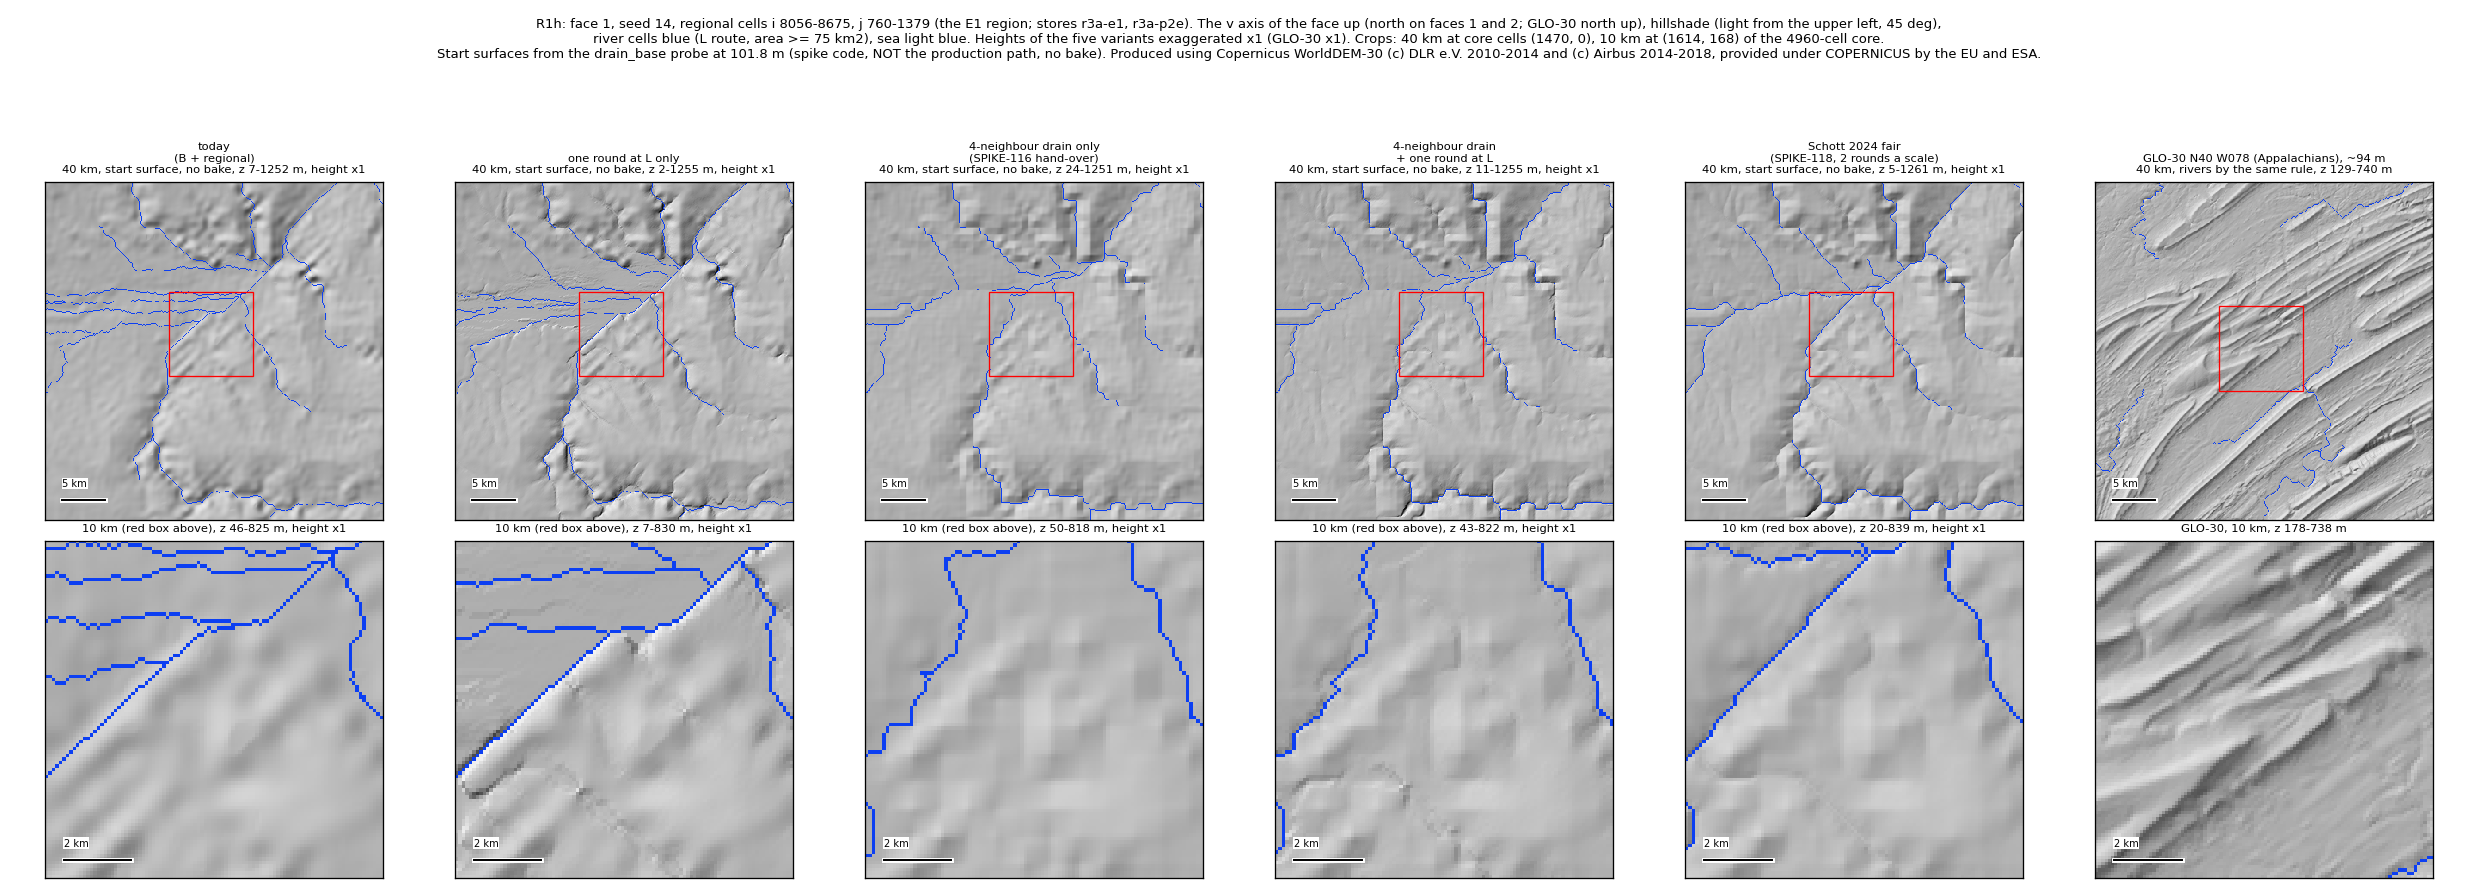 R1h: face 1, seed 14, regional cells i 8056-8675, j 760-1379 (the E1 region; stores r3a-e1, r3a-p2e). The v axis of the face up (north on faces 1 and 2; GLO-30 north up), hillshade (light from the upper left, 45 deg),
river cells blue (L route, area >= 75 km2), sea light blue. Heights of the five variants exaggerated x1 (GLO-30 x1). Crops: 40 km at core cells (1470, 0), 10 km at (1614, 168) of the 4960-cell core.
Start surfaces from the drain_base probe at 101.8 m (spike code, NOT the production path, no bake). Produced using Copernicus WorldDEM-30 (c) DLR e.V. 2010-2014 and (c) Airbus 2014-2018, provided under COPERNICUS by the EU and ESA.
today
(B + regional)
40 km, start surface, no bake, z 7-1252 m, height x1
one round at L only
40 km, start surface, no bake, z 2-1255 m, height x1
4-neighbour drain only
(SPIKE-116 hand-over)
40 km, start surface, no bake, z 24-1251 m, height x1
4-neighbour drain
+ one round at L
40 km, start surface, no bake, z 11-1255 m, height x1
Schott 2024 fair
(SPIKE-118, 2 rounds a scale)
40 km, start surface, no bake, z 5-1261 m, height x1
GLO-30 N40 W078 (Appalachians), ~94 m
40 km, rivers by the same rule, z 129-740 m
5 km
5 km
5 km
5 km
5 km
5 km
10 km (red box above), z 46-825 m, height x1
10 km (red box above), z 7-830 m, height x1
10 km (red box above), z 50-818 m, height x1
10 km (red box above), z 43-822 m, height x1
10 km (red box above), z 20-839 m, height x1
GLO-30, 10 km, z 178-738 m
2 km
2 km
2 km
2 km
2 km
2 km